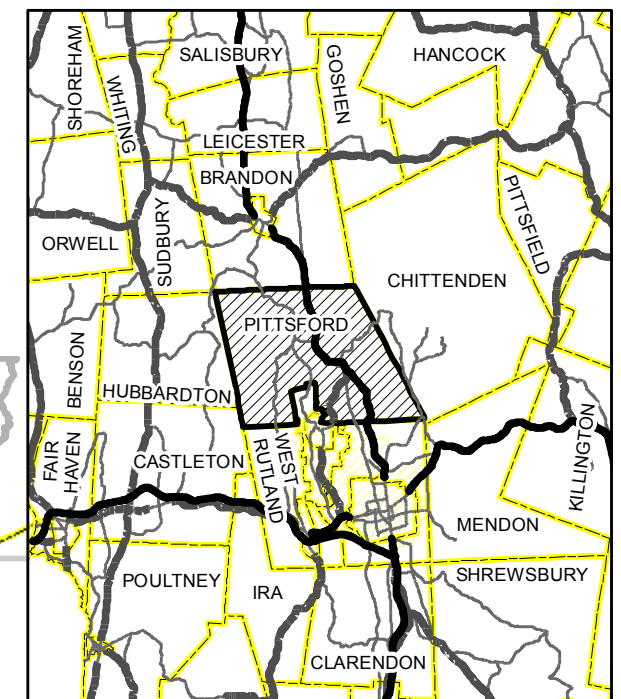 SHOREHAM
WHITING
SALISBURY
GOSHEN
HANCOCK
LEICESTER
BRANDON
ORWELL
SUDBURY
PITTSFIELD
CHITTENDEN
PITTSFORD
BENSON
HUBBARDTON
FAIR
HAVEN
CASTLETON
WEST
RUTLAND
KILLINGTON
MENDON
POULTNEY
IRA
SHREWSBURY
CLARENDON